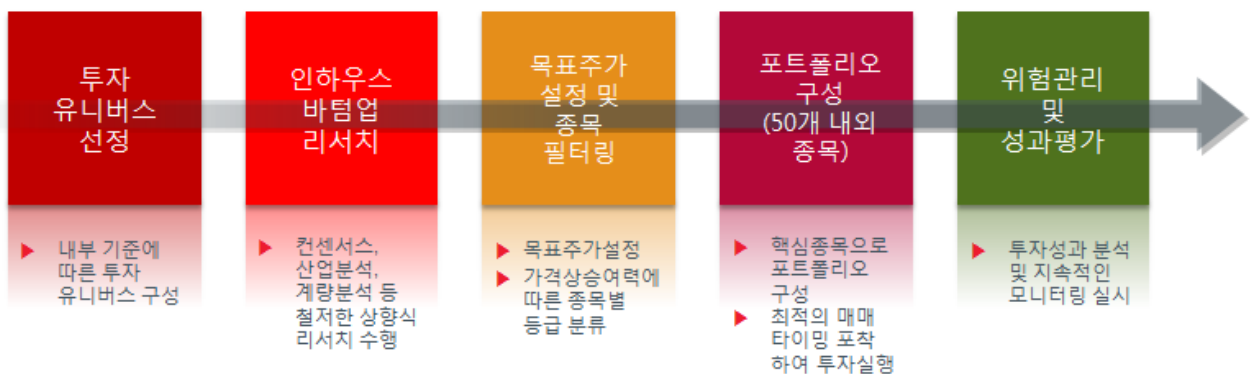 투자
유니버스
선정
인하우스
바텀업
리서치
목표주가
설정 및
종목
필터링
포트폴리오
구성
(50개 내외
종목)
위험관리
및
성과평가
▶ 내부 기준에
따른 투자
유니버스 구성
▶ 컨센서스,
산업분석,
계량분석 등
철저한 상향식
리서치 수행
▶ 목표주가설정
▶ 가격상승여력에
따른 종목별
등급 분류
▶ 핵심종목으로
포트폴리오
구성
▶ 최적의 매매
타이밍 포착
하여 투자실행
▶ 투자성과 분석
및 지속적인
모니터링 실시